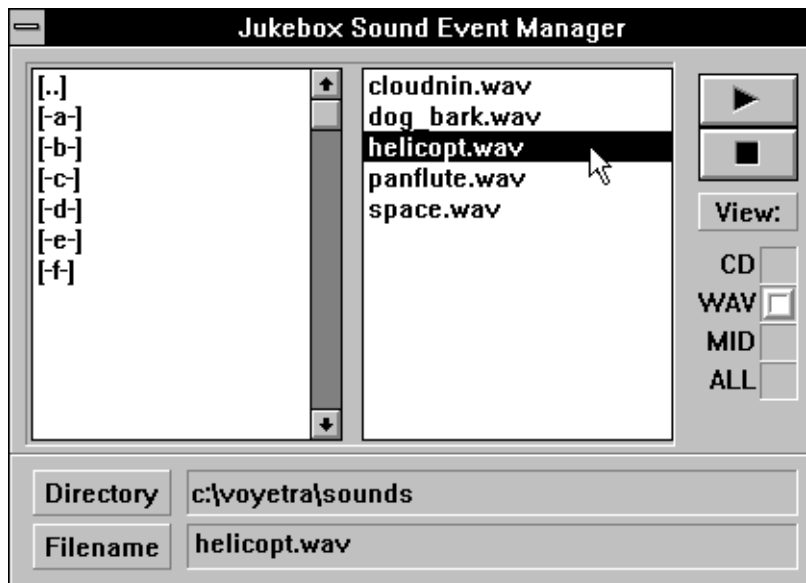 Jukebox Sound Event Manager
[..]
[-a-]
[-b-]
[-c-]
[-d-]
[-e-]
[-f-]
cloudnin.wav
dog_bark.wav
helicopt.wav
panflute.wav
space.wav
View:
CD
WAV
MID
ALL
Directory c:\voyetra\sounds
Filename helicopt.wav